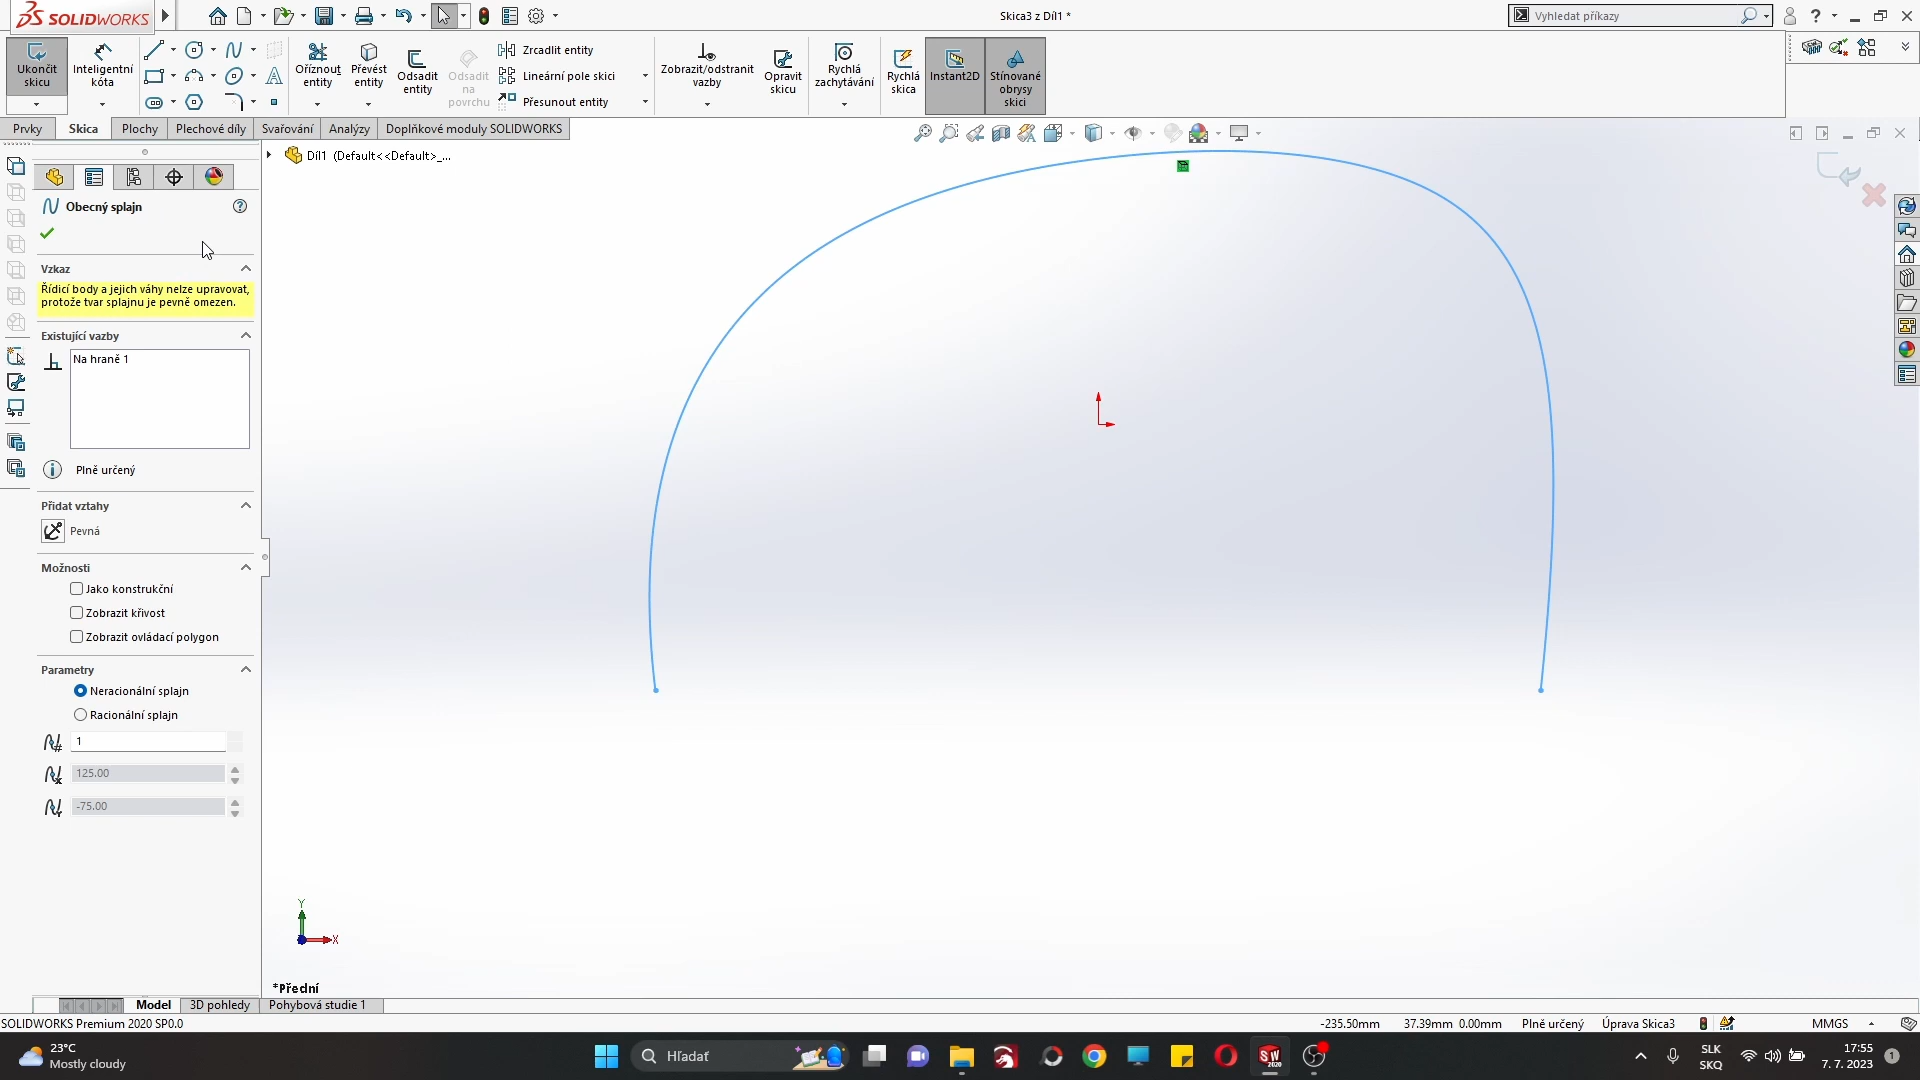 SOLIDWORKS
Skica3 z Díl1 *
Vyhledat příkazy
Ukončit skicu
Inteligentní kóta
Oříznout entity
Převést entity
Odsadit entity
Odsadit na povrchu
Zrcadlit entity
Lineární pole skici
Přesunout entity
Zobrazit/odstranit vazby
Opravit skicu
Rychlá zachytávání
Rychlá skica
Instant2D
Stínované obrysy skici
Prvky
Skica
Plochy
Plechové díly
Svařování
Analýzy
Doplňkové moduly SOLIDWORKS
Díl1 (Default<<Default>_...
Obecný splajn
Vzkaz
Řídicí body a jejich váhy nelze upravovat,
protože tvar splajnu je pevně omezen.
Existující vazby
Na hraně 1
Plně určený
Přidat vztahy
Pevná
Možnosti
Jako konstrukční
Zobrazit křivost
Zobrazit ovládací polygon
Parametry
Neracionální splajn
Racionální splajn
1
125.00
-75.00
Y
X
*Přední
Model
3D pohledy
Pohybová studie 1
SOLIDWORKS Premium 2020 SP0.0
-235.50mm
37.39mm 0.00mm
Plně určený
Úprava Skica3
MMGS
23°C
Mostly cloudy
Hľadať
SW
2020
SLK
SKQ
17:55
7. 7. 2023
1